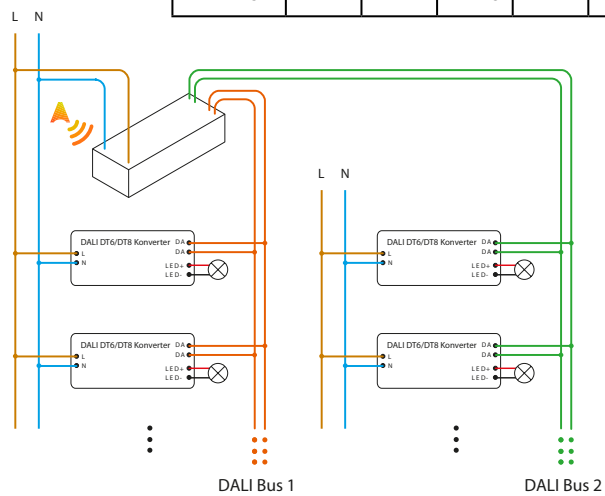 L N
DALI DT6/DT8 Konverter
DA
DA
L
N
LED+
LED-
DALI DT6/DT8 Konverter
DA
DA
L
N
LED+
LED-
DALI Bus 1
L N
DALI DT6/DT8 Konverter
DA
DA
L
N
LED+
LED-
DALI DT6/DT8 Konverter
DA
DA
L
N
LED+
LED-
DALI Bus 2